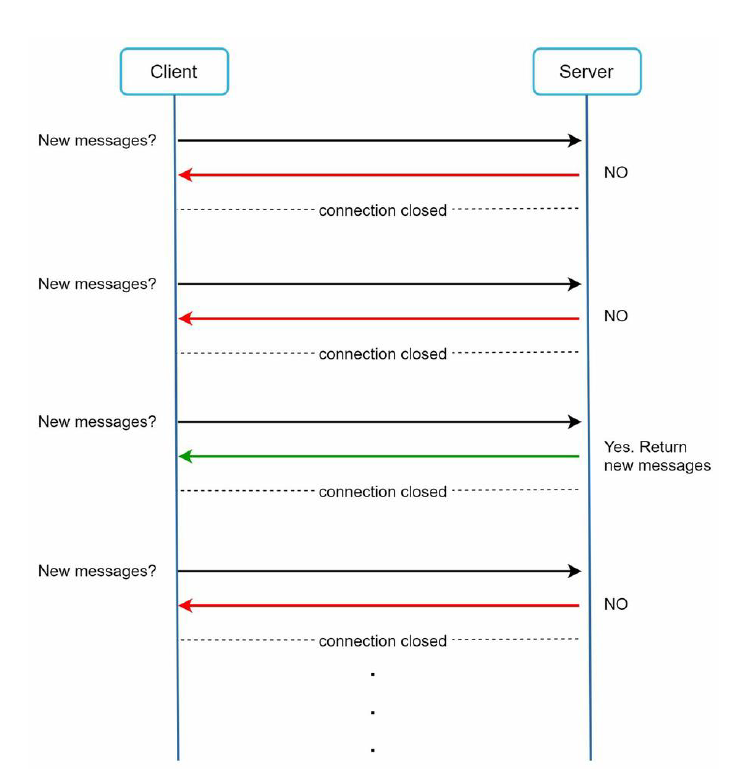 Client
Server
New messages?
NO
connection closed
New messages?
NO
connection closed
New messages?
Yes. Return
new messages
connection closed
New messages?
NO
connection closed